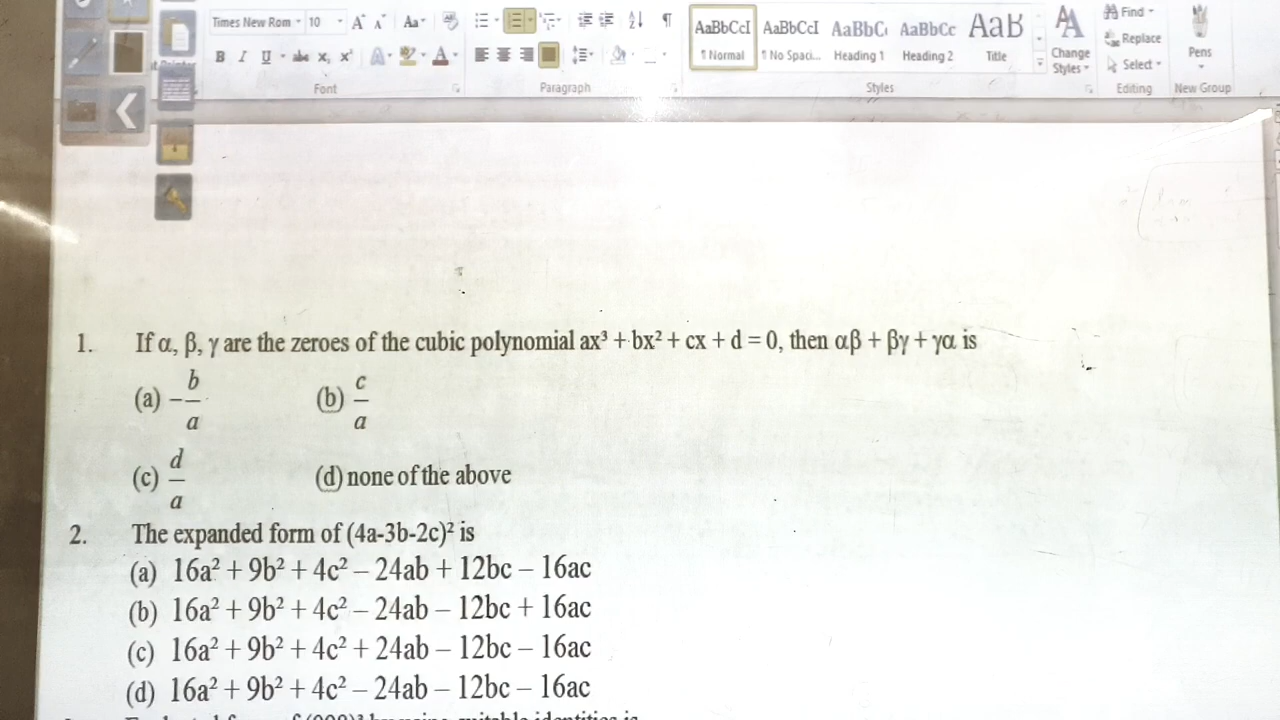 Times New Rom 10 A A Aa Find
AaBbCcI AaBbCcI AaBbC AaBbCc AaB Replace
B I U abc x₂ x² A A ¶ Normal ¶ No Spaci... Heading 1 Heading 2 Title Change Styles Select Pens
Font Paragraph Styles Editing New Group
1. If α, β, γ are the zeroes of the cubic polynomial ax³ + bx² + cx + d = 0, then αβ + βγ + γα is
(a) −b/a (b) c/a
(c) d/a (d) none of the above
2. The expanded form of (4a-3b-2c)² is
(a) 16a² + 9b² + 4c² – 24ab + 12bc – 16ac
(b) 16a² + 9b² + 4c² – 24ab – 12bc + 16ac
(c) 16a² + 9b² + 4c² + 24ab – 12bc – 16ac
(d) 16a² + 9b² + 4c² – 24ab – 12bc – 16ac